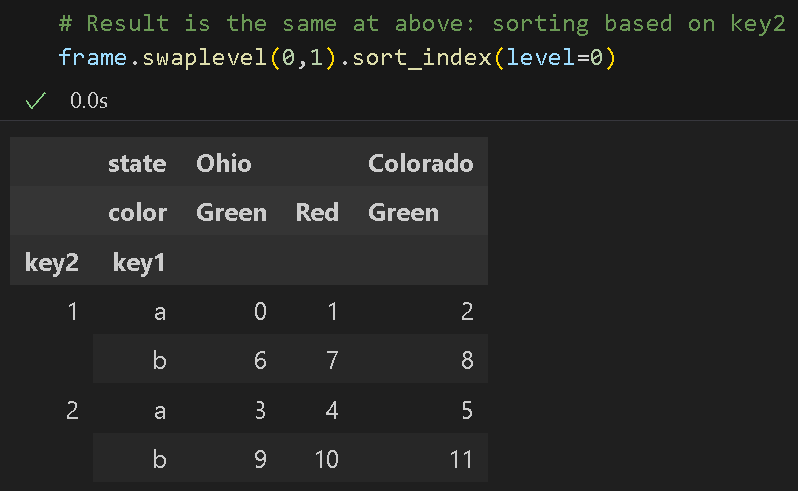 # Result is the same at above: sorting based on key2
frame.swaplevel(0,1).sort_index(level=0)
0.0s
state Ohio Colorado
color Green Red Green
key2 key1
1 a 0 1 2
b 6 7 8
2 a 3 4 5
b 9 10 11